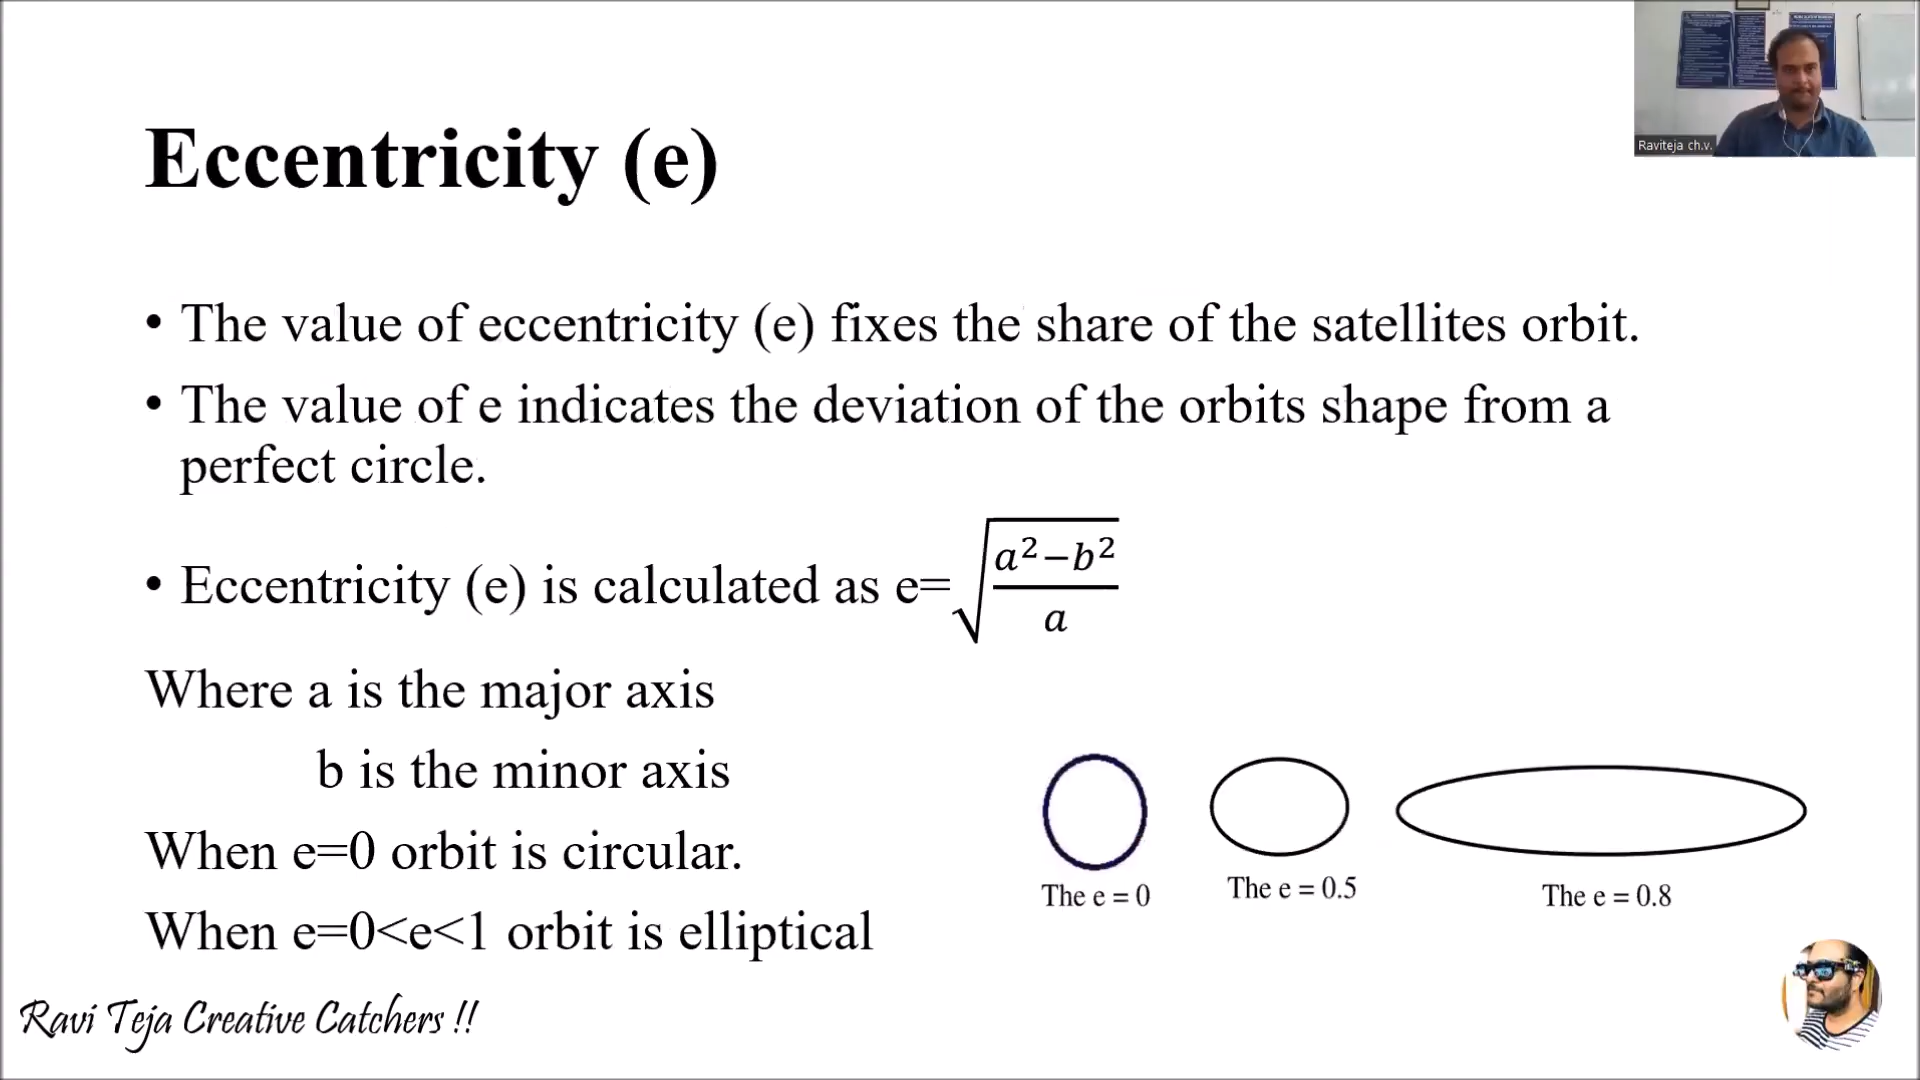 Raviteja ch.v.
Eccentricity (e)
• The value of eccentricity (e) fixes the share of the satellites orbit.
• The value of e indicates the deviation of the orbits shape from a
perfect circle.
• Eccentricity (e) is calculated as e=√((a²−b²)/a)
Where a is the major axis
b is the minor axis
When e=0 orbit is circular.
When e=0<e<1 orbit is elliptical
The e = 0
The e = 0.5
The e = 0.8
Ravi Teja Creative Catchers !!